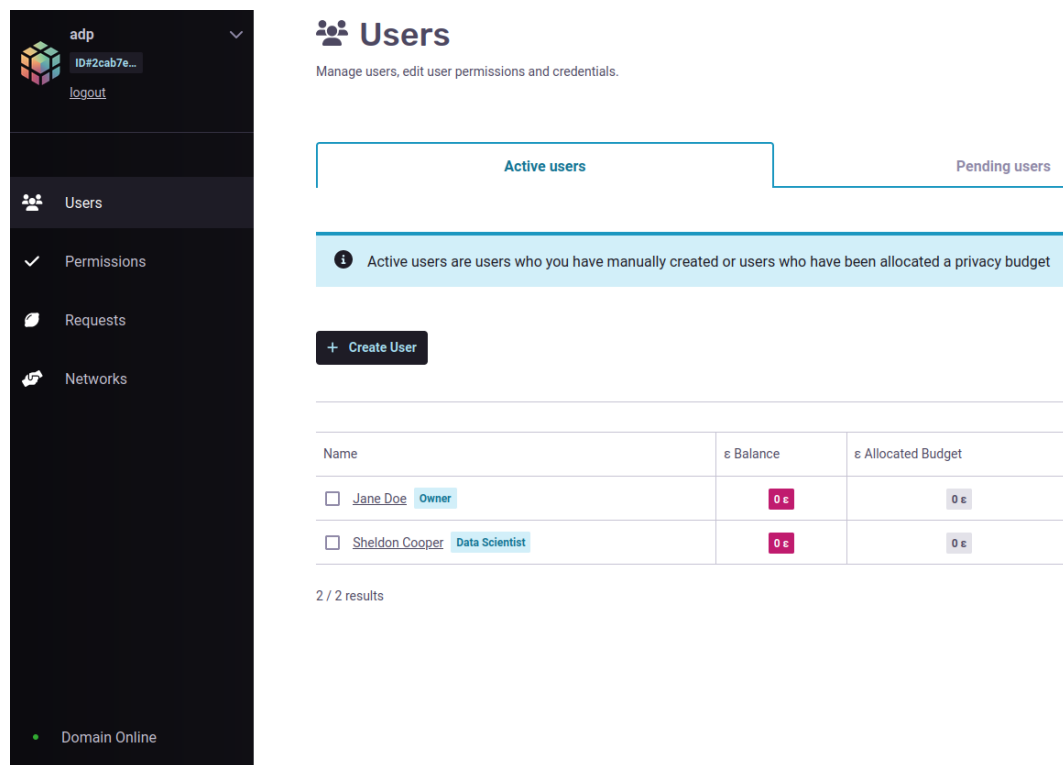 adp
ID#2cab7e...
logout
Users
Permissions
Requests
Networks
Domain Online
Users
Manage users, edit user permissions and credentials.
Active users
Pending users
Active users are users who you have manually created or users who have been allocated a privacy budget
+ Create User
Name ε Balance ε Allocated Budget
Jane Doe Owner 0 ε 0 ε
Sheldon Cooper Data Scientist 0 ε 0 ε
2 / 2 results